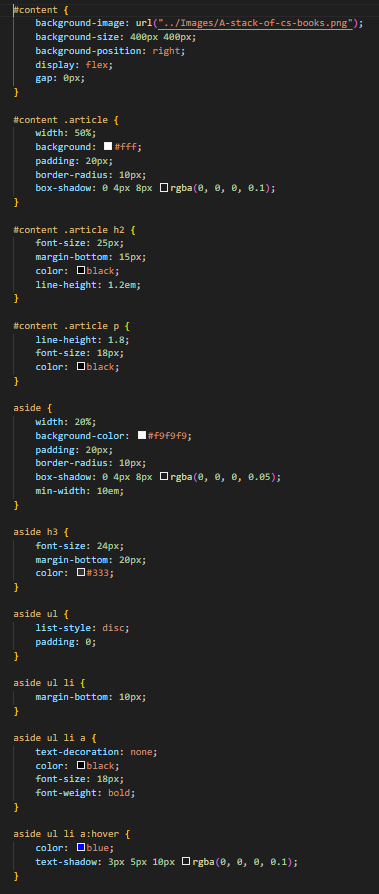 #content {
    background-image: url("../Images/A-stack-of-cs-books.png");
    background-size: 400px 400px;
    background-position: right;
    display: flex;
    gap: 0px;
}

#content .article {
    width: 50%;
    background: #fff;
    padding: 20px;
    border-radius: 10px;
    box-shadow: 0 4px 8px rgba(0, 0, 0, 0.1);
}

#content .article h2 {
    font-size: 25px;
    margin-bottom: 15px;
    color: black;
    line-height: 1.2em;
}

#content .article p {
    line-height: 1.8;
    font-size: 18px;
    color: black;
}

aside {
    width: 20%;
    background-color: #f9f9f9;
    padding: 20px;
    border-radius: 10px;
    box-shadow: 0 4px 8px rgba(0, 0, 0, 0.05);
    min-width: 10em;
}

aside h3 {
    font-size: 24px;
    margin-bottom: 20px;
    color: #333;
}

aside ul {
    list-style: disc;
    padding: 0;
}

aside ul li {
    margin-bottom: 10px;
}

aside ul li a {
    text-decoration: none;
    color: black;
    font-size: 18px;
    font-weight: bold;
}

aside ul li a:hover {
    color: blue;
    text-shadow: 3px 5px 10px rgba(0, 0, 0, 0.1);
}